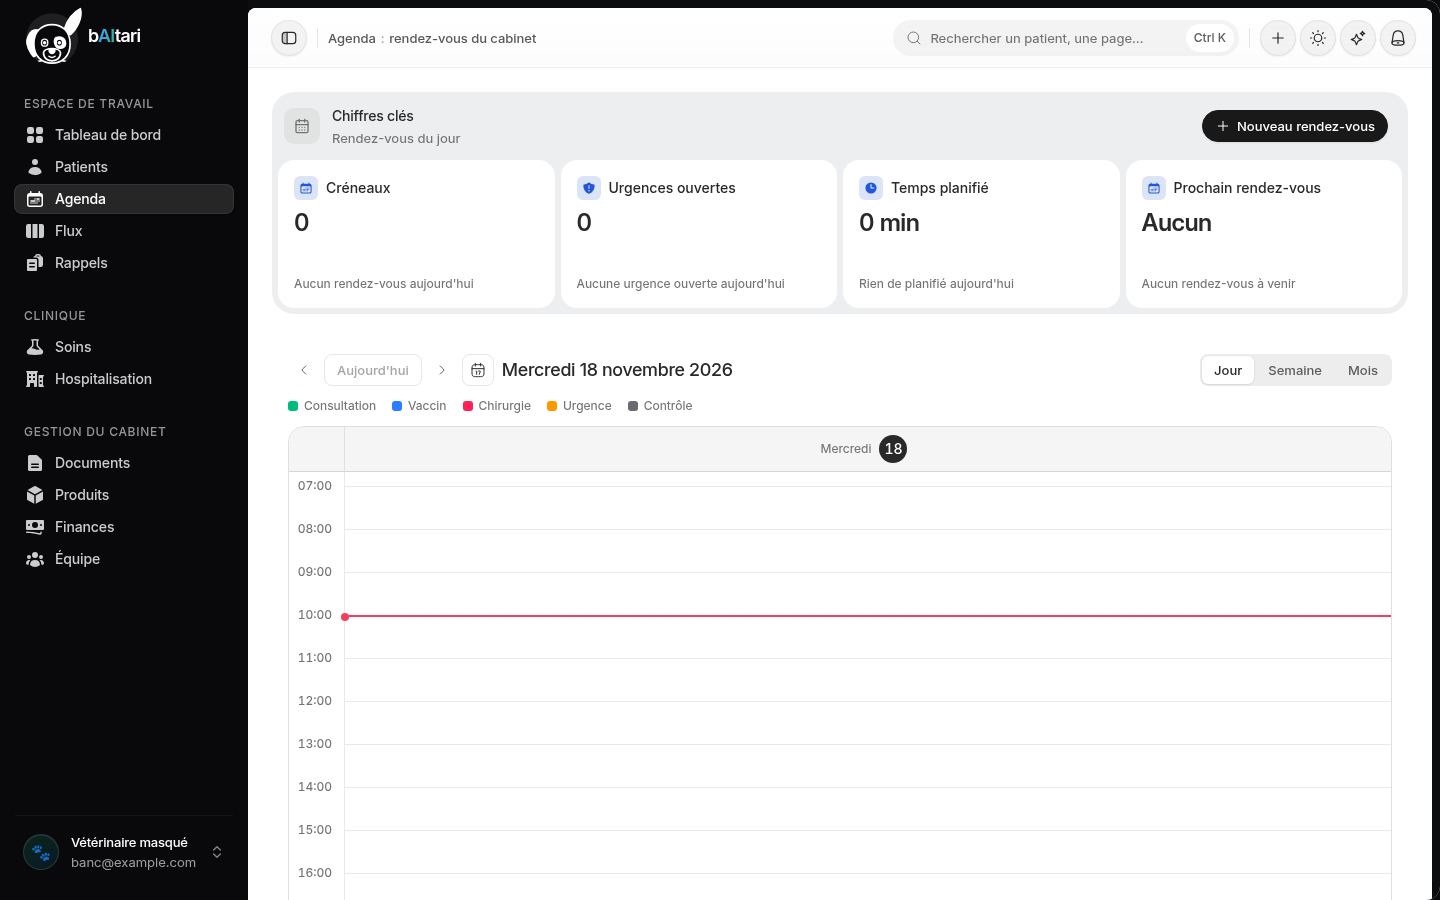 bAItari
ESPACE DE TRAVAIL
Tableau de bord
Patients
Agenda
Flux
Rappels
CLINIQUE
Soins
Hospitalisation
GESTION DU CABINET
Documents
Produits
Finances
Équipe
Vétérinaire masqué
banc@example.com
Agenda : rendez-vous du cabinet
Rechercher un patient, une page...
Ctrl K
Chiffres clés
Rendez-vous du jour
Nouveau rendez-vous
Créneaux
0
Aucun rendez-vous aujourd'hui
Urgences ouvertes
0
Aucune urgence ouverte aujourd'hui
Temps planifié
0 min
Rien de planifié aujourd'hui
Prochain rendez-vous
Aucun
Aucun rendez-vous à venir
Aujourd'hui
Mercredi 18 novembre 2026
Jour
Semaine
Mois
Consultation
Vaccin
Chirurgie
Urgence
Contrôle
Mercredi 18
07:00
08:00
09:00
10:00
11:00
12:00
13:00
14:00
15:00
16:00